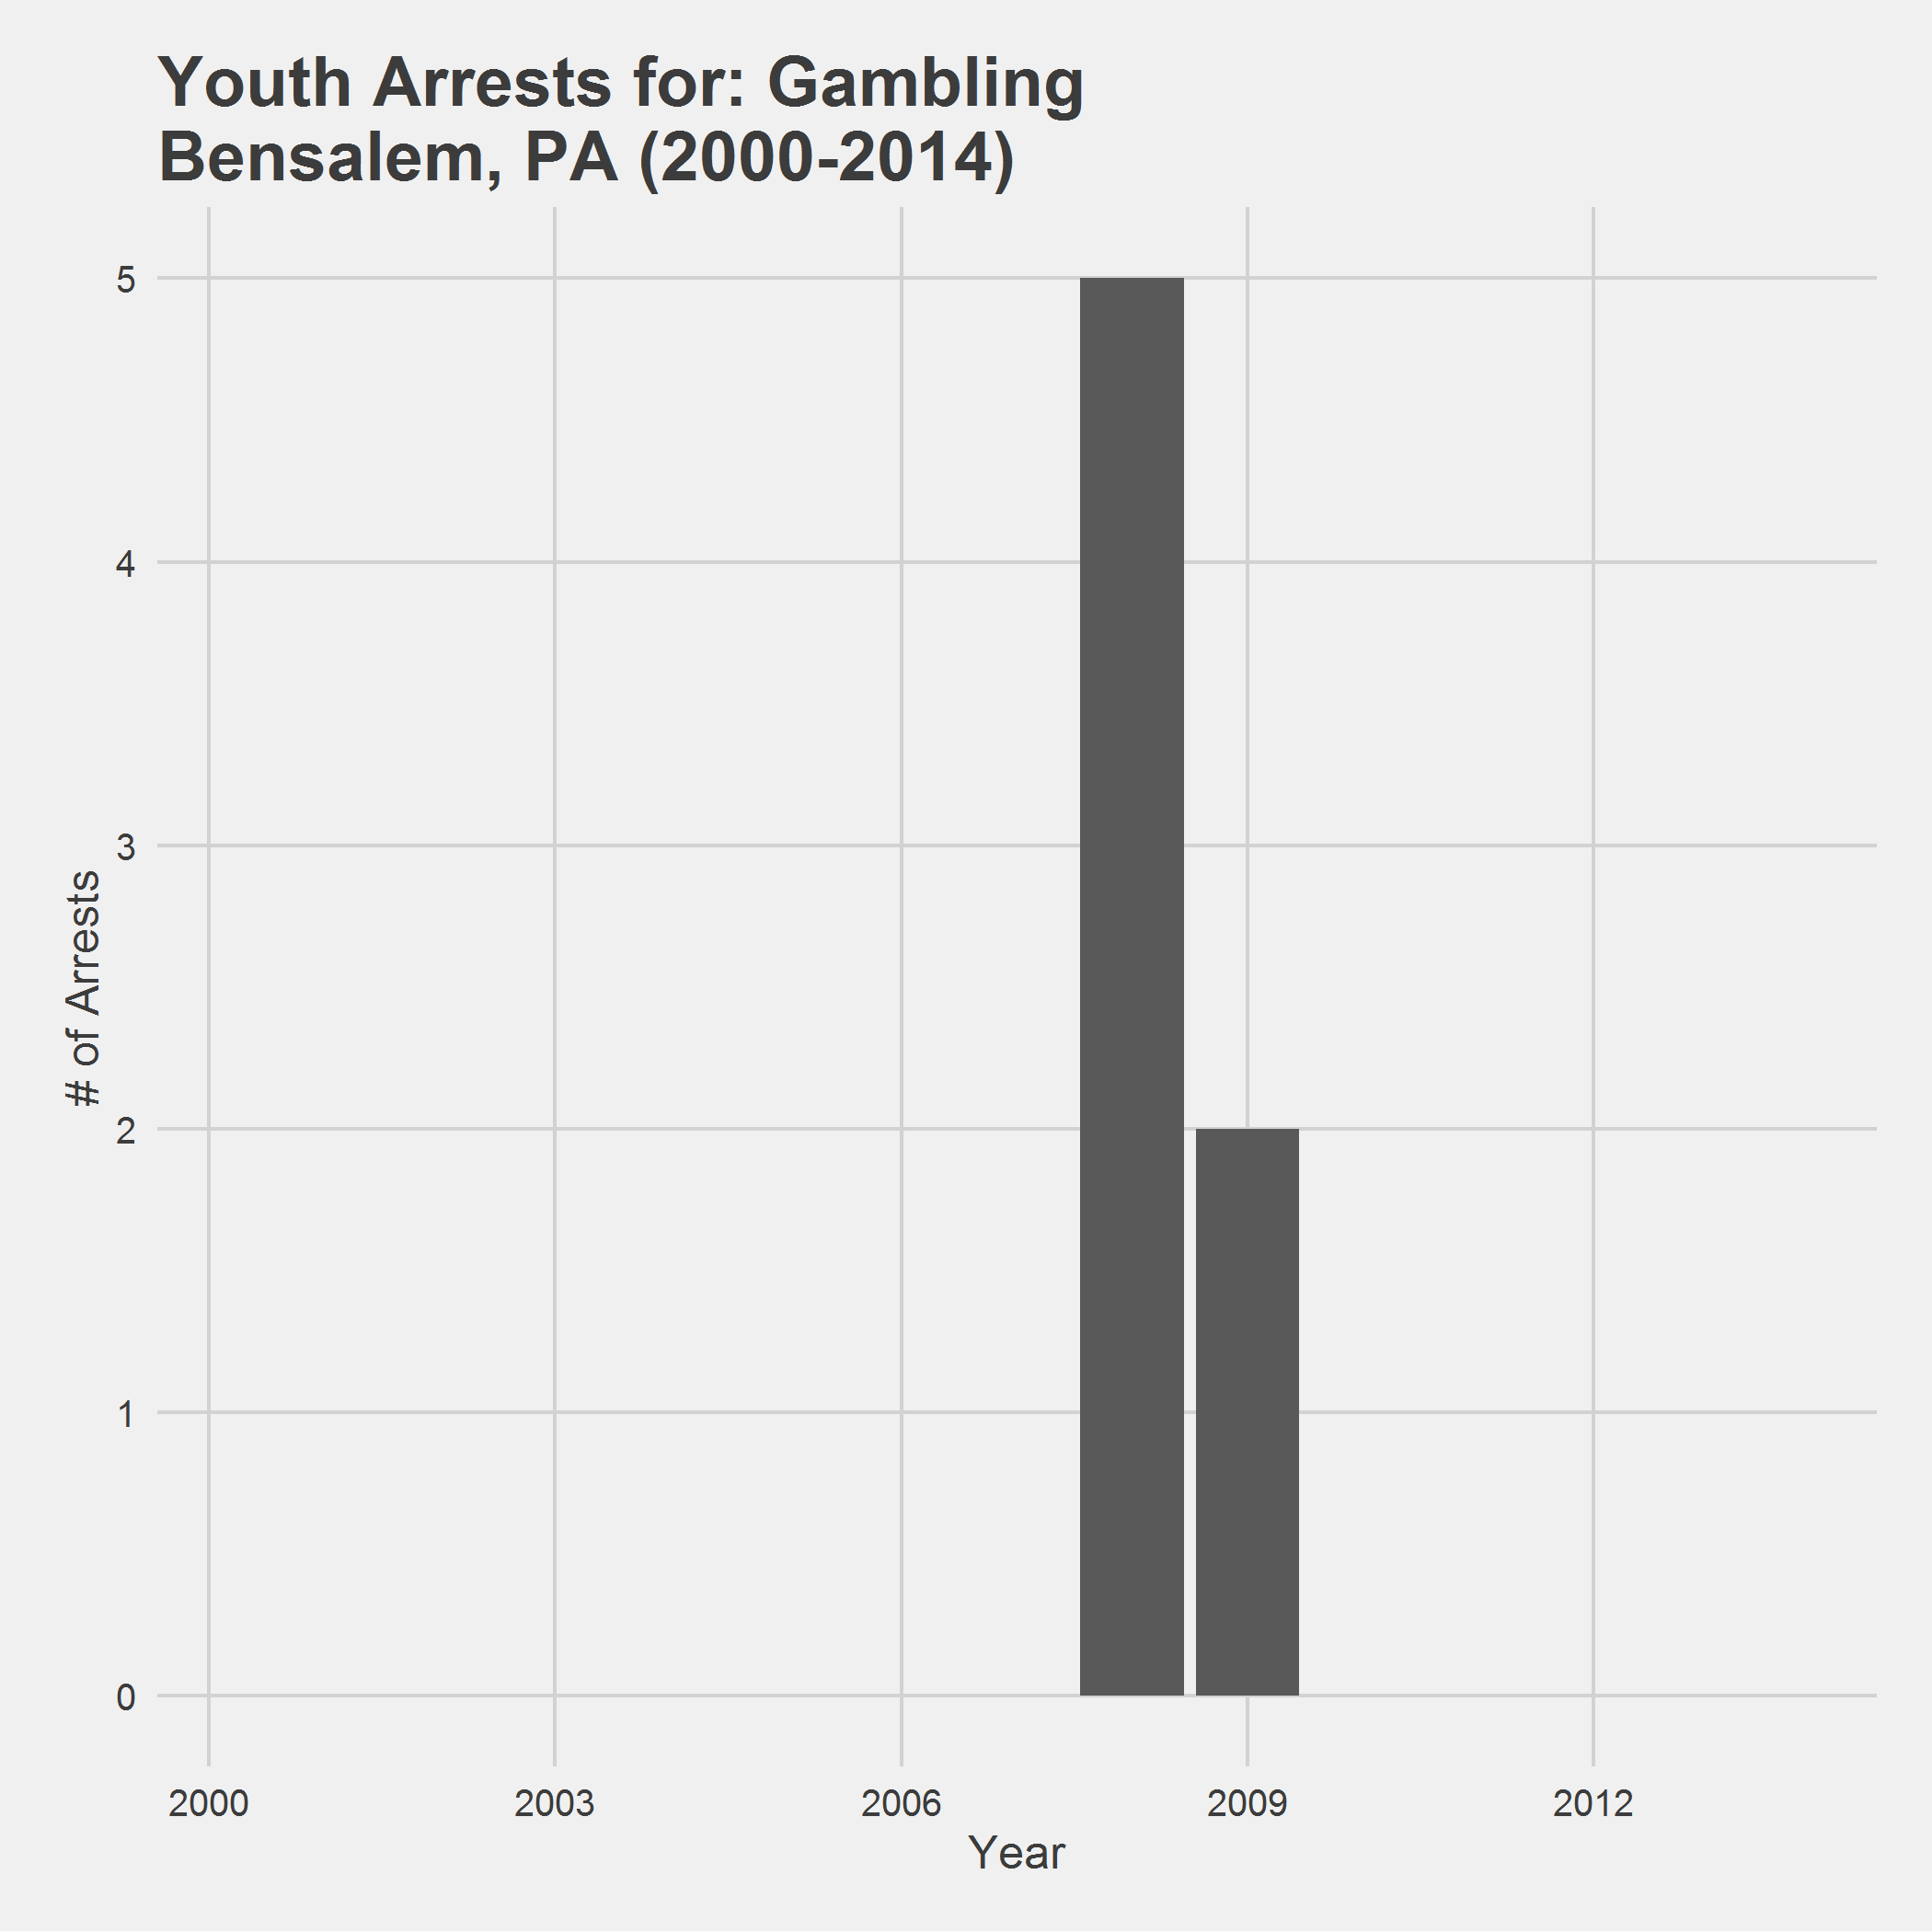 Youth Arrests for: Gambling
Bensalem, PA (2000-2014)
5
4
3
2
1
0
# of Arrests
2000 2003 2006 2009 2012
Year